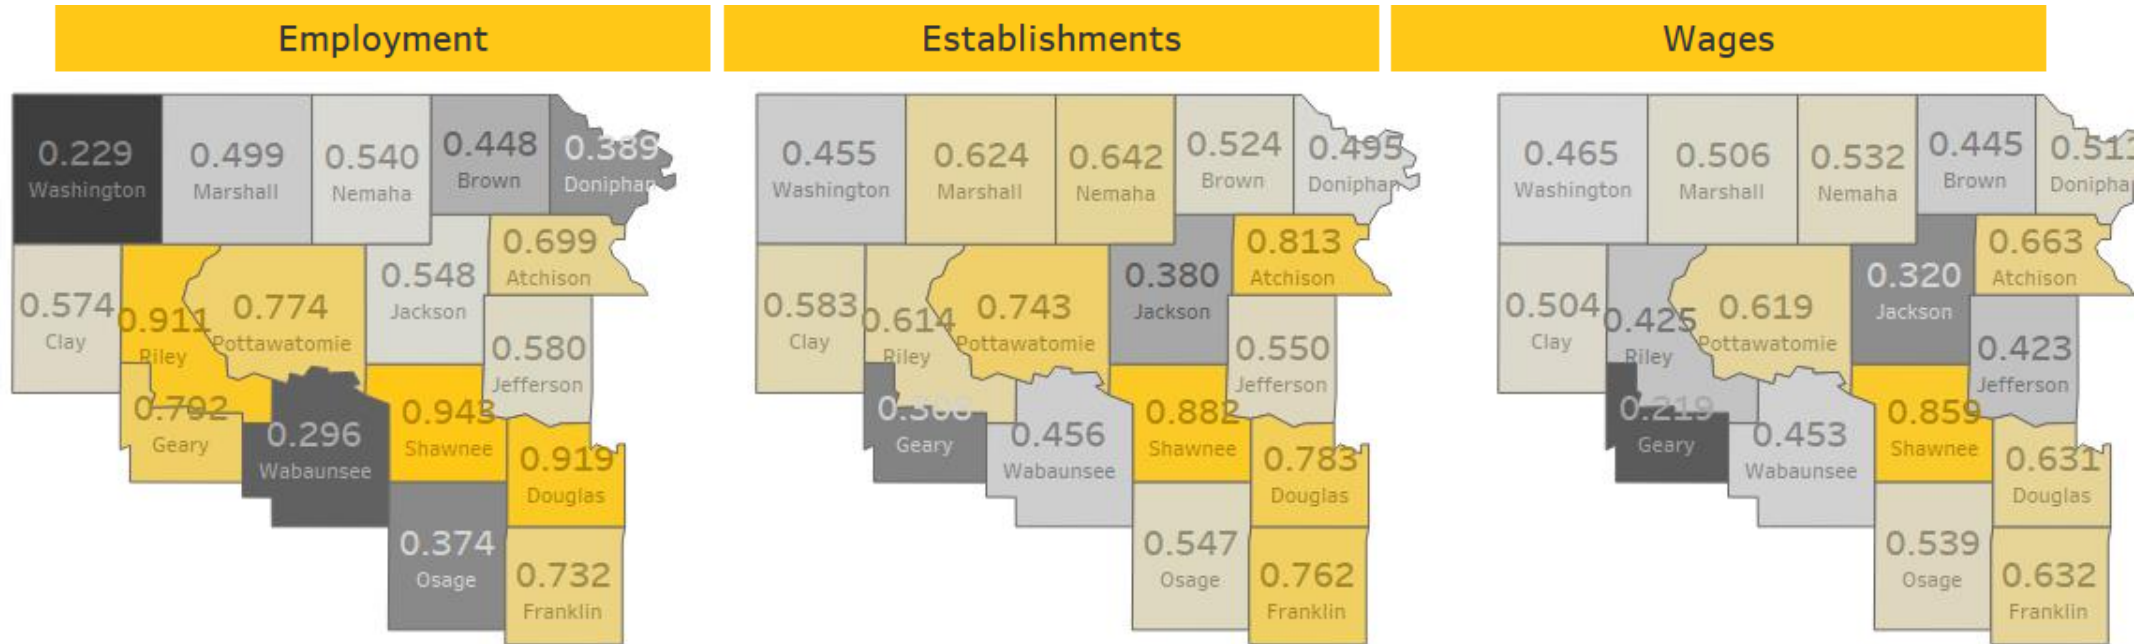 Employment
Establishments
Wages
0.229
Washington
0.499
Marshall
0.540
Nemaha
0.448
Brown
0.389
Doniphan
0.699
Atchison
0.574
Clay
0.911
Riley
0.774
Pottawatomie
0.548
Jackson
0.580
Jefferson
0.792
Geary
0.296
Wabaunsee
0.943
Shawnee
0.919
Douglas
0.374
Osage
0.732
Franklin
0.455
Washington
0.624
Marshall
0.642
Nemaha
0.524
Brown
0.495
Doniphan
0.813
Atchison
0.583
Clay
0.614
Riley
0.743
Pottawatomie
0.380
Jackson
0.550
Jefferson
Geary
0.456
Wabaunsee
0.882
Shawnee
0.783
Douglas
0.547
Osage
0.762
Franklin
0.465
Washington
0.506
Marshall
0.532
Nemaha
0.445
Brown
Doniphan
0.663
Atchison
0.504
Clay
0.425
Riley
0.619
Pottawatomie
0.320
Jackson
0.423
Jefferson
0.219
Geary
0.453
Wabaunsee
0.859
Shawnee
0.631
Douglas
0.539
Osage
0.632
Franklin